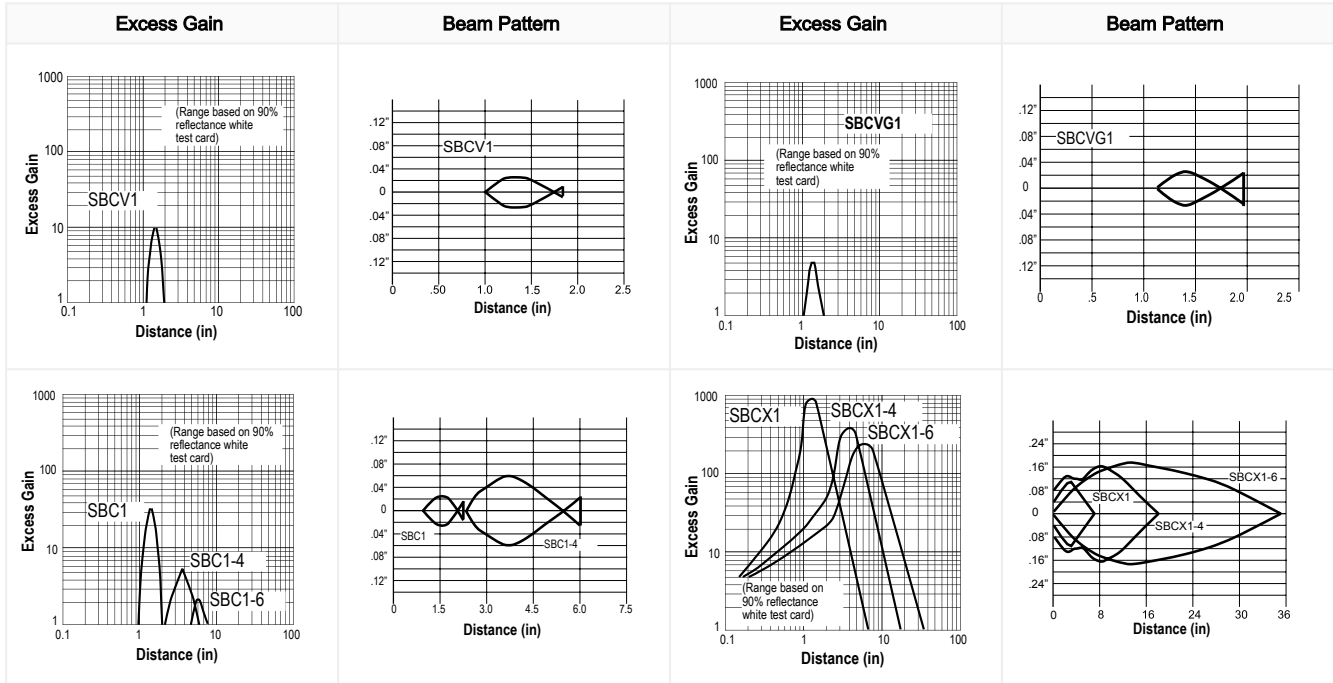 Excess Gain
Beam Pattern
Excess Gain
Beam Pattern
1000
100
10
1
Excess Gain
(Range based on 90%
reflectance white
test card)
SBCV1
0.1
1
10
100
Distance (in)
.12"
.08"
.04"
0
.04"
.08"
.12"
SBCV1
0
.50
1.0
1.5
2.0
2.5
Distance (in)
1000
100
10
1
Excess Gain
SBCVG1
(Range based on 90%
reflectance white
test card)
0.1
1
10
100
Distance (in)
.12"
.08"
.04"
0
.04"
.08"
.12"
SBCVG1
0
.5
1.0
1.5
2.0
2.5
Distance (in)
1000
100
10
1
Excess Gain
(Range based on 90%
reflectance white
test card)
SBC1
SBC1-4
SBC1-6
0.1
1
10
100
Distance (in)
.12"
.08"
.04"
0
.04"
.08"
.12"
SBC1
SBC1-4
0
1.5
3.0
4.5
6.0
7.5
Distance (in)
1000
100
10
1
Excess Gain
SBCX1
SBCX1-4
SBCX1-6
(Range based on
90% reflectance
white test card)
0.1
1
10
100
Distance (in)
.24"
.16"
.08"
0
.08"
.16"
.24"
SBCX1-6
SBCX1
SBCX1-4
0
8
16
24
30
36
Distance (in)